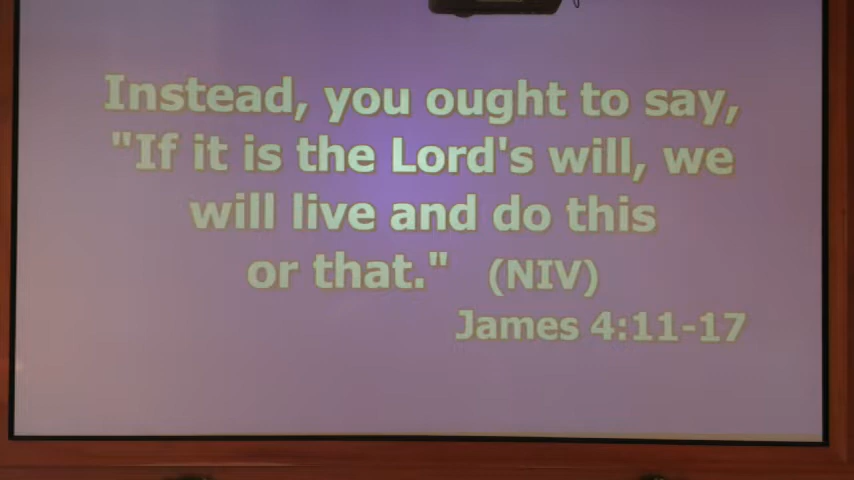 Instead, you ought to say,
"If it is the Lord's will, we
will live and do this
or that." (NIV)
James 4:11-17